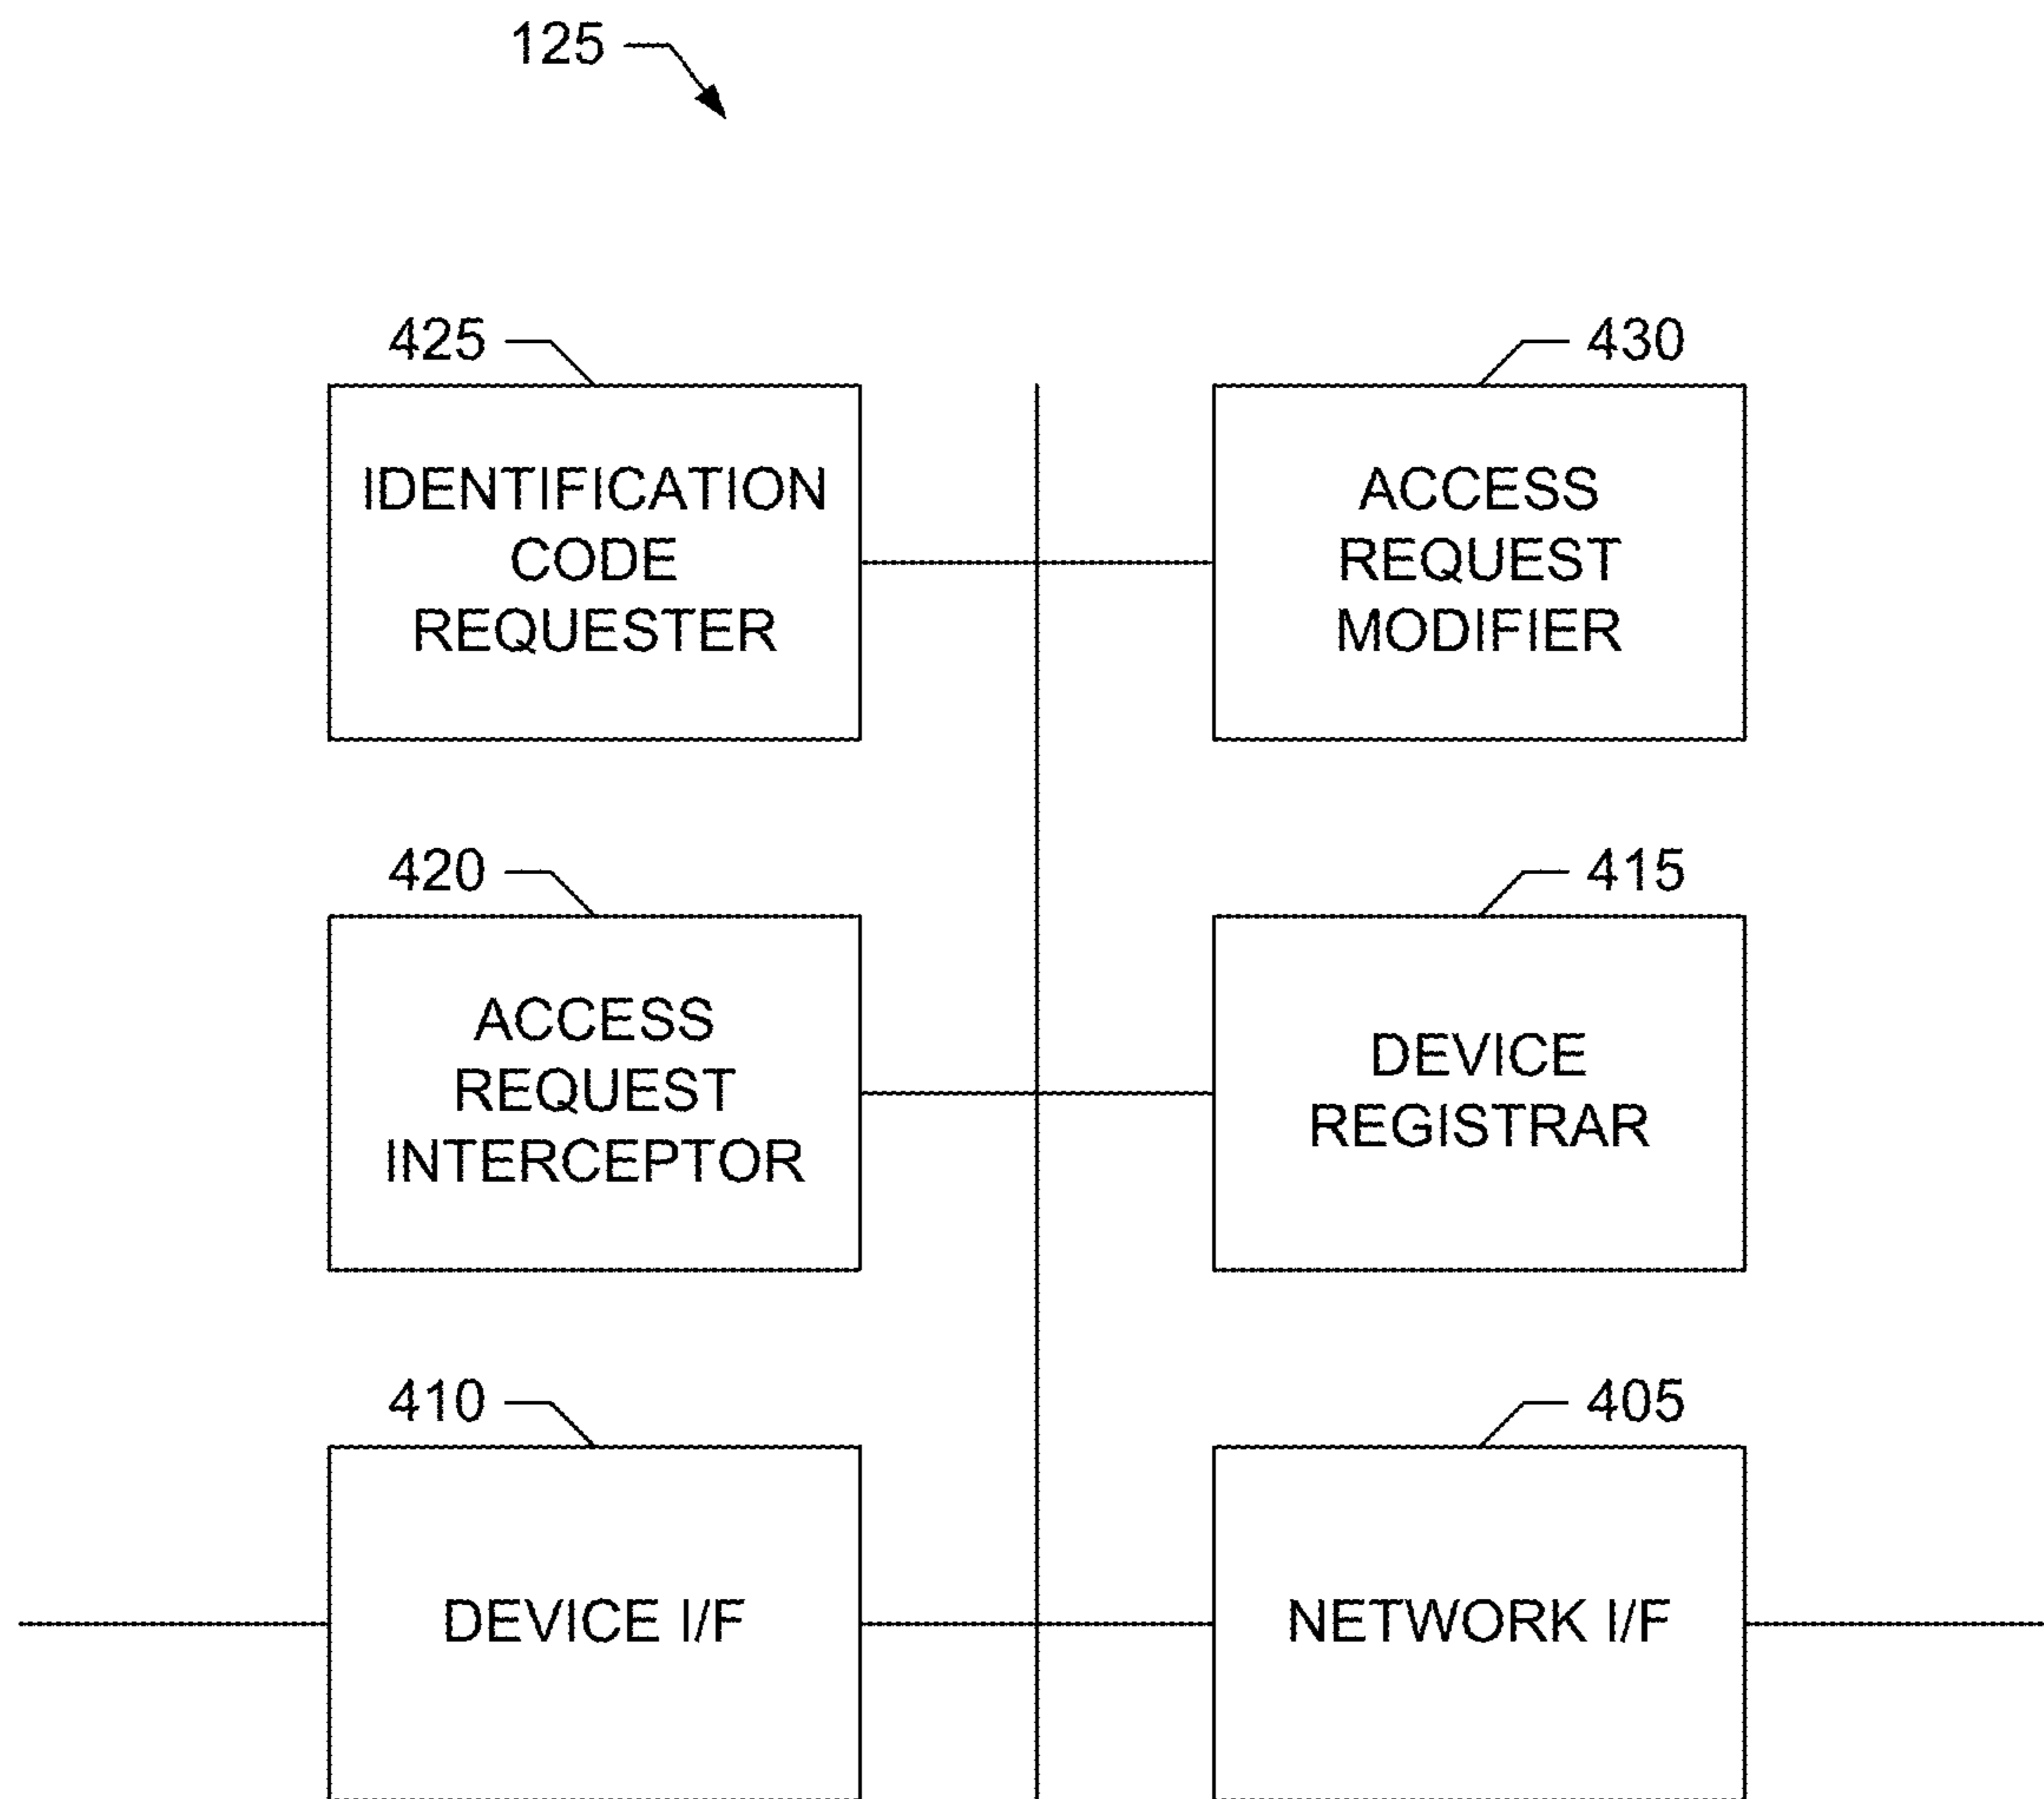 125
425
IDENTIFICATION
CODE
REQUESTER
430
ACCESS
REQUEST
MODIFIER
420
ACCESS
REQUEST
INTERCEPTOR
415
DEVICE
REGISTRAR
410
DEVICE I/F
405
NETWORK I/F